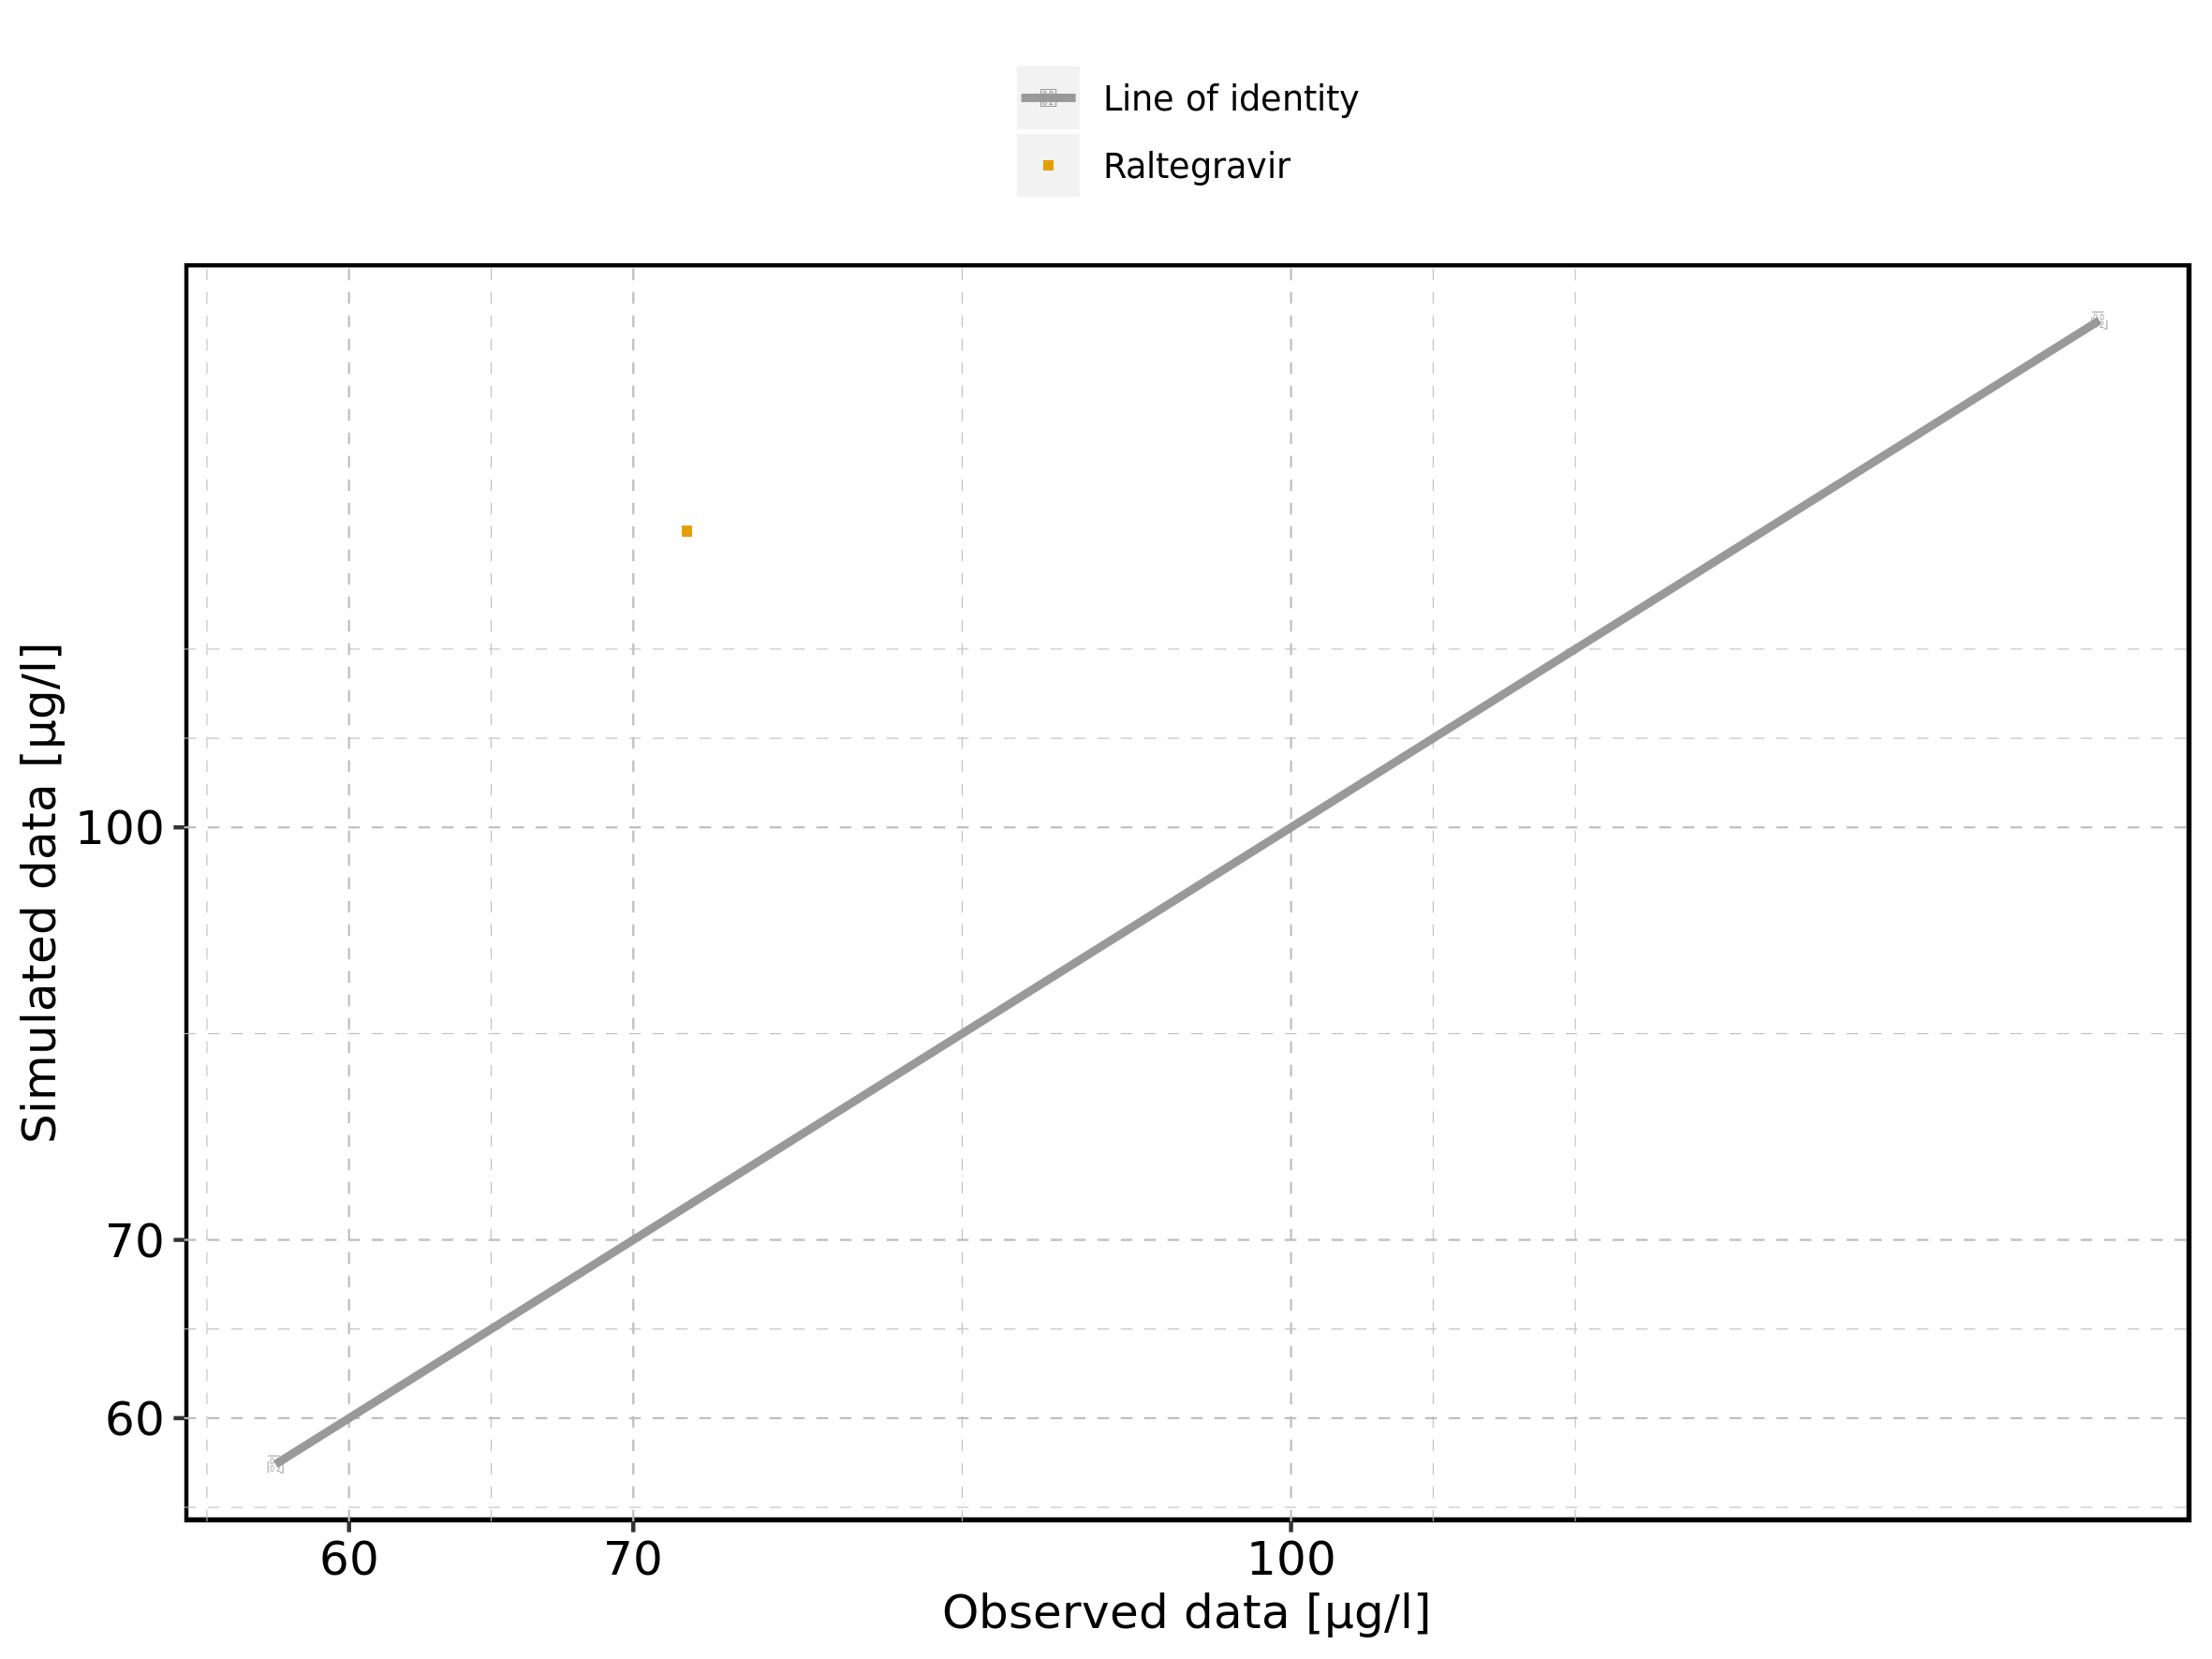 Line of identity
Raltegravir
Simulated data [µg/l]
100
70
60
60
70
100
Observed data [µg/l]